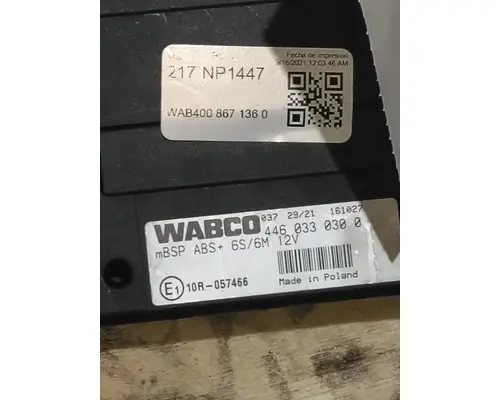 Fecha de impresion
9/16/2021 12:03:46 AM
217 NP1447
WAB400 867 136 0
WABCO 037 29/21 161027
446 033 030 0
mBSP ABS+ 6S/6M 12V
E1 10R-057466
Made in Poland